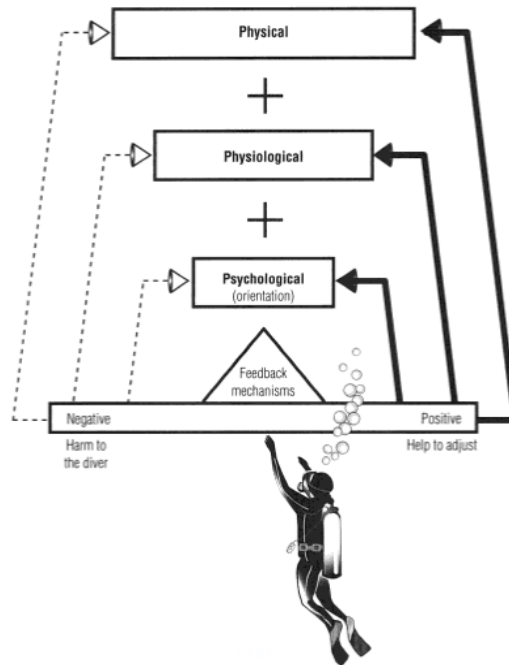 Physical
+
Physiological
+
Psychological
(orientation)
Feedback
mechanisms
Negative
Positive
Harm to
the diver
Help to adjust